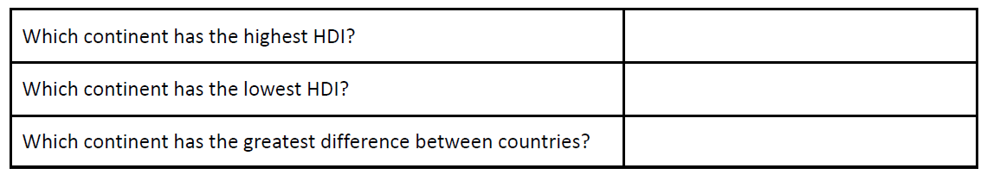 Which continent has the highest HDI?
Which continent has the lowest HDI?
Which continent has the greatest difference between countries?